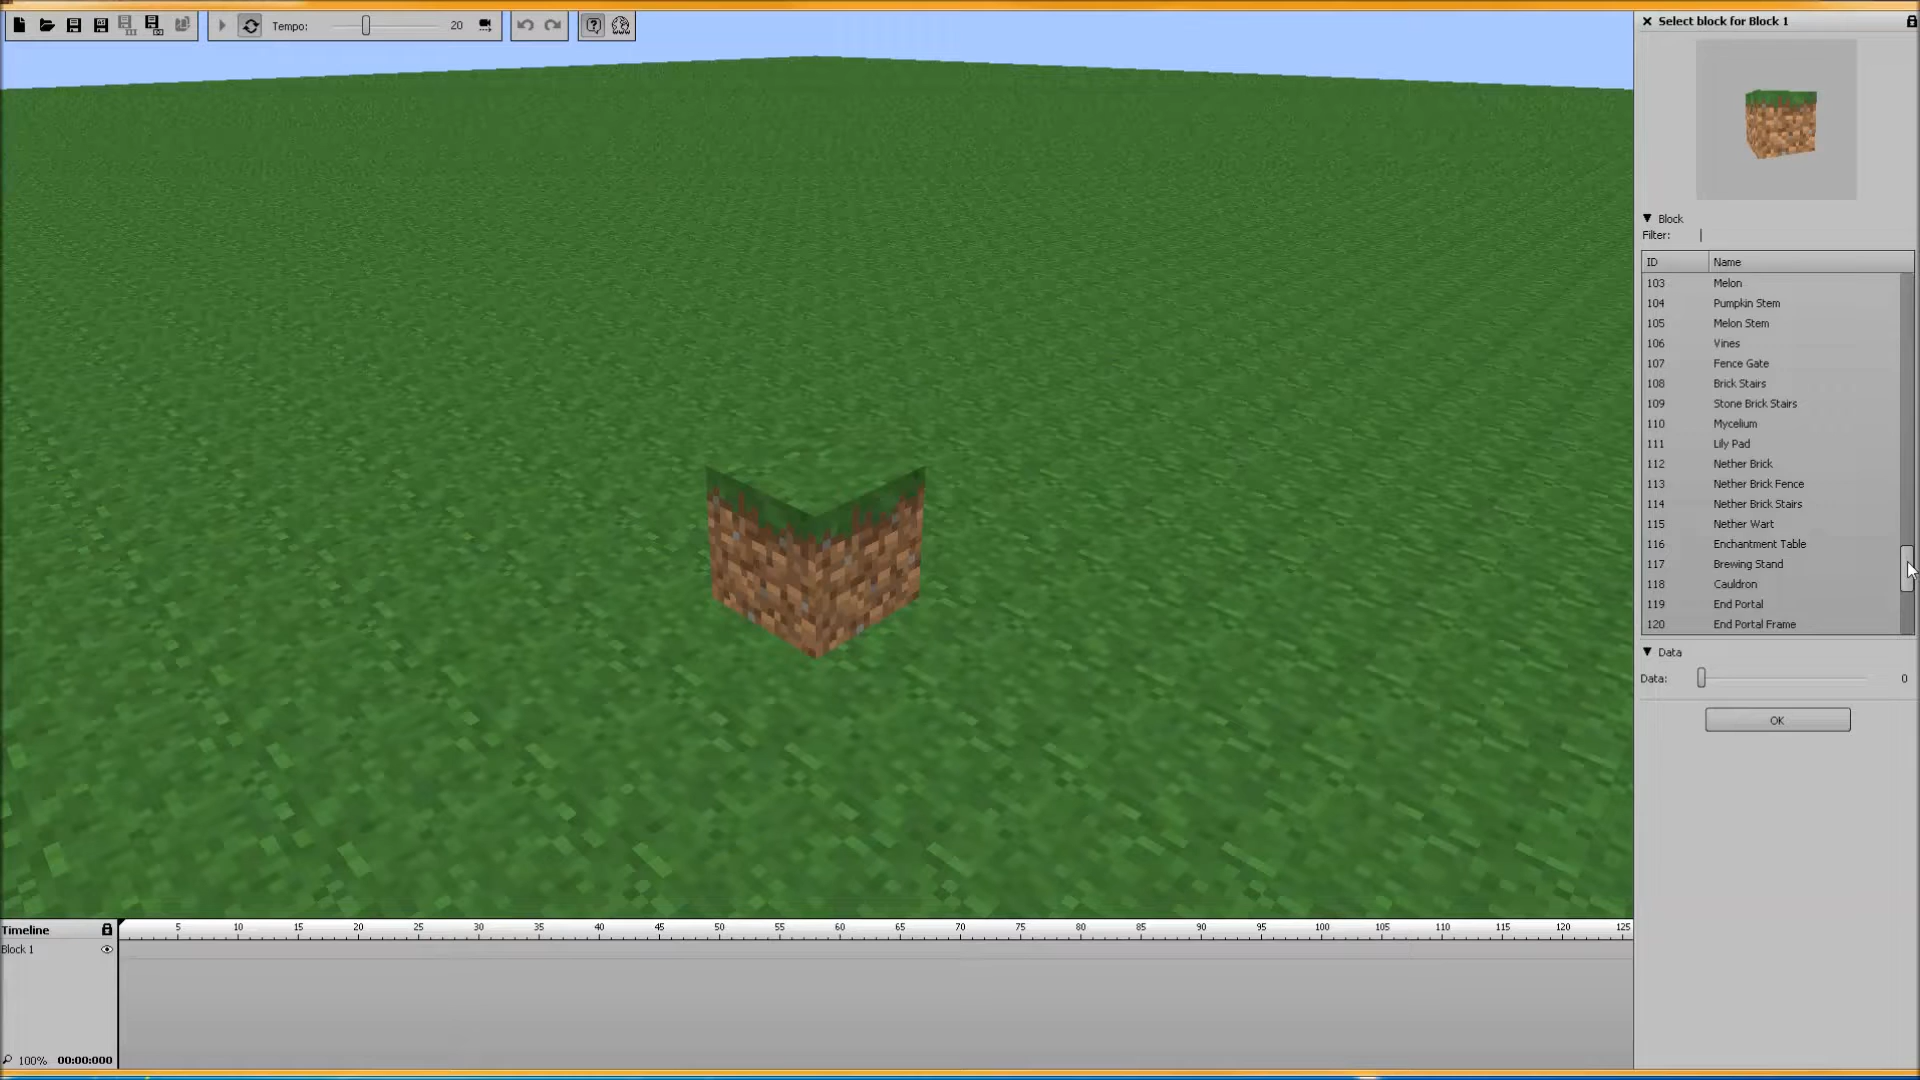 Tempo: 20
Select block for Block 1
Block
Filter:
ID Name
103 Melon
104 Pumpkin Stem
105 Melon Stem
106 Vines
107 Fence Gate
108 Brick Stairs
109 Stone Brick Stairs
110 Mycelium
111 Lily Pad
112 Nether Brick
113 Nether Brick Fence
114 Nether Brick Stairs
115 Nether Wart
116 Enchantment Table
117 Brewing Stand
118 Cauldron
119 End Portal
120 End Portal Frame
Data
Data: 0
OK
Timeline 5 10 15 20 25 30 35 40 45 50 55 60 65 70 75 80 85 90 95 100 105 110 115 120 125
Block 1
100% 00:00:000